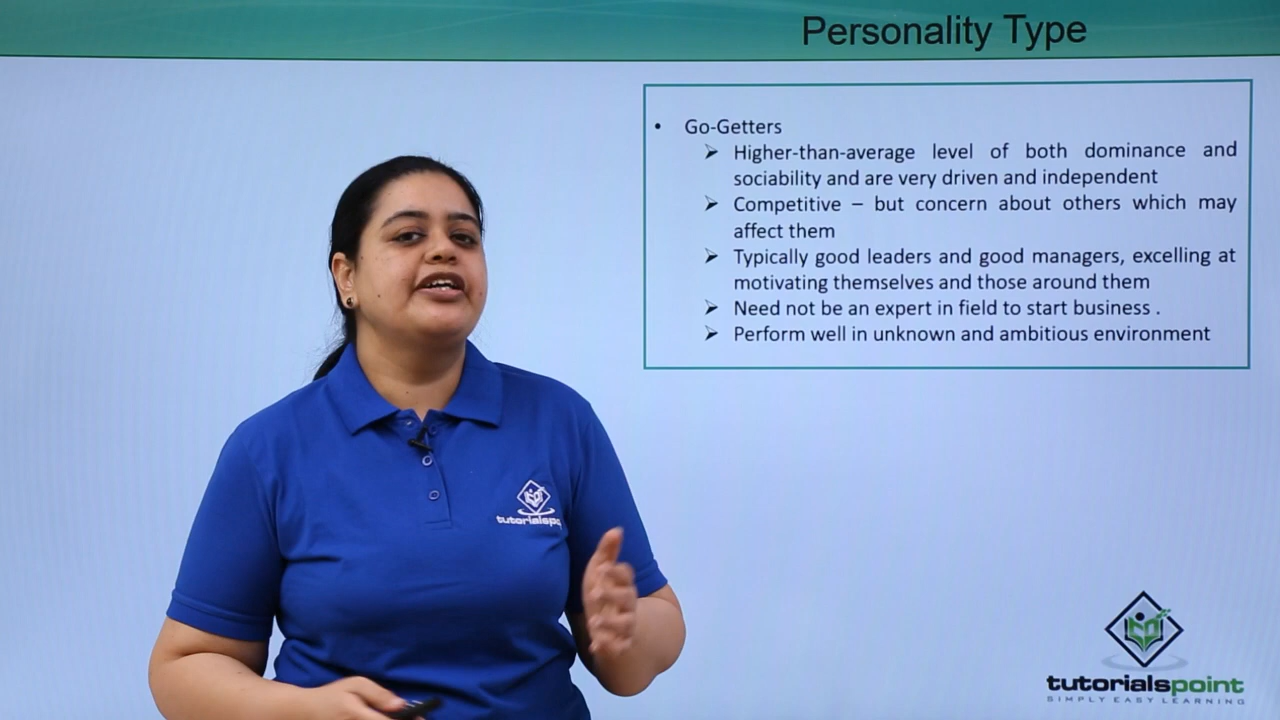 Personality Type
• Go-Getters
➢ Higher-than-average level of both dominance and
sociability and are very driven and independent
➢ Competitive – but concern about others which may
affect them
➢ Typically good leaders and good managers, excelling at
motivating themselves and those around them
➢ Need not be an expert in field to start business .
➢ Perform well in unknown and ambitious environment
tutorialspo
tutorialspoint
SIMPLY EASY LEARNING